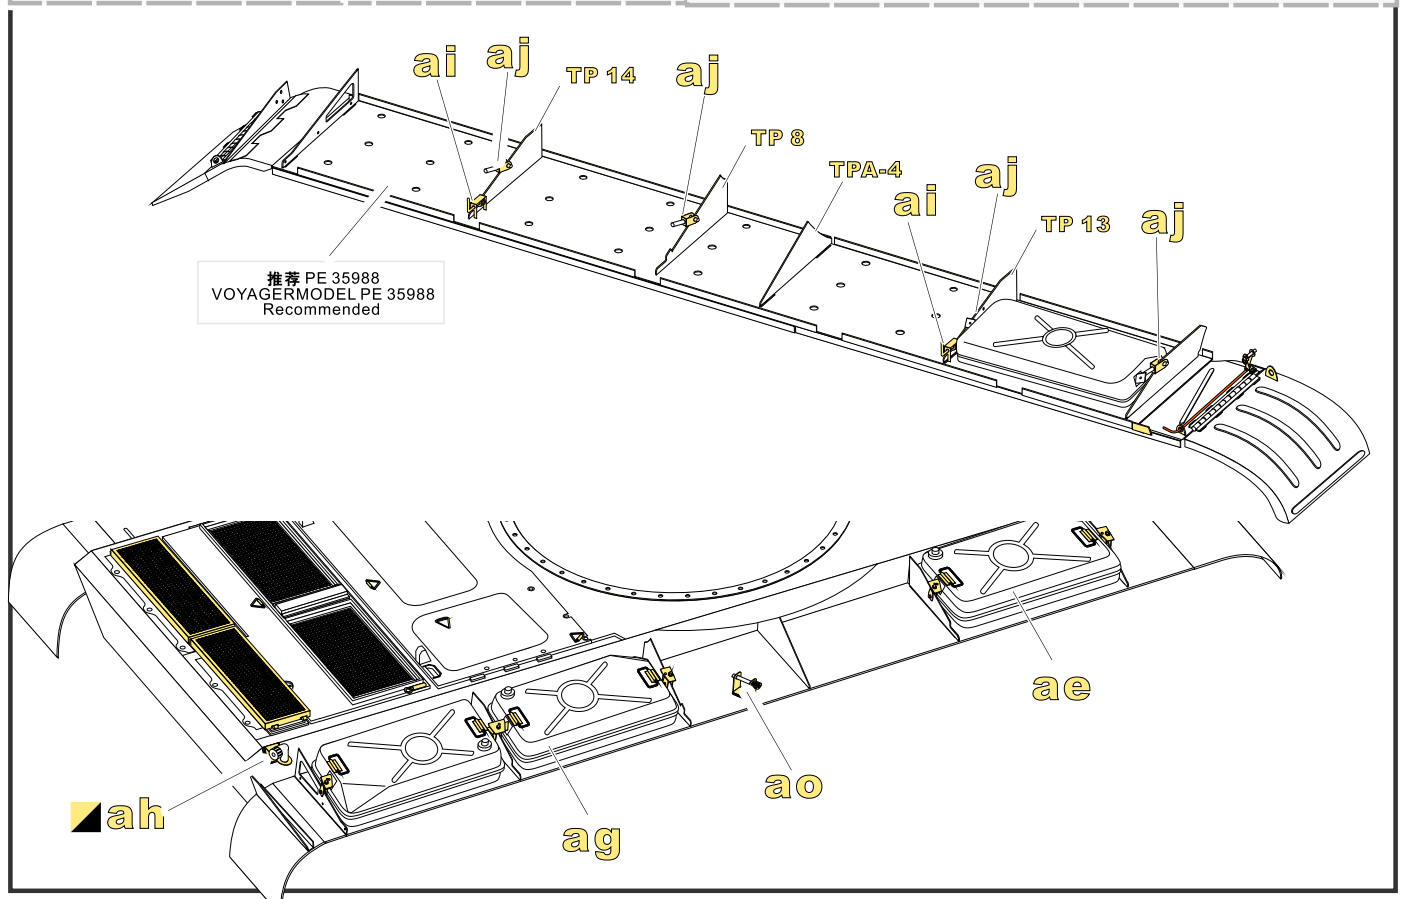 ai
aj
TP 14
aj
TP 8
TPA-4
ai
aj
TP 13
aj
推荐 PE 35988
VOYAGERMODEL PE 35988
Recommended
ae
ao
ah
ag